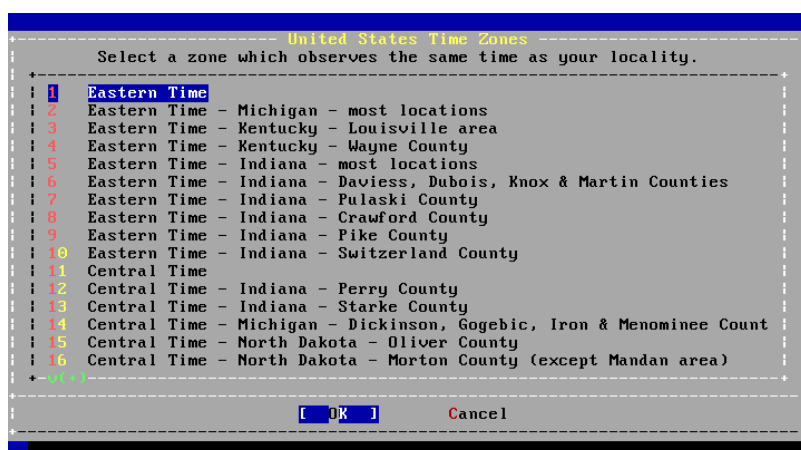 United States Time Zones
Select a zone which observes the same time as your locality.
1 Eastern Time
2 Eastern Time - Michigan - most locations
3 Eastern Time - Kentucky - Louisville area
4 Eastern Time - Kentucky - Wayne County
5 Eastern Time - Indiana - most locations
6 Eastern Time - Indiana - Daviess, Dubois, Knox & Martin Counties
7 Eastern Time - Indiana - Pulaski County
8 Eastern Time - Indiana - Crawford County
9 Eastern Time - Indiana - Pike County
10 Eastern Time - Indiana - Switzerland County
11 Central Time
12 Central Time - Indiana - Perry County
13 Central Time - Indiana - Starke County
14 Central Time - Michigan - Dickinson, Gogebic, Iron & Menominee Count
15 Central Time - North Dakota - Oliver County
16 Central Time - North Dakota - Morton County (except Mandan area)
v(+)
[ OK ] Cancel